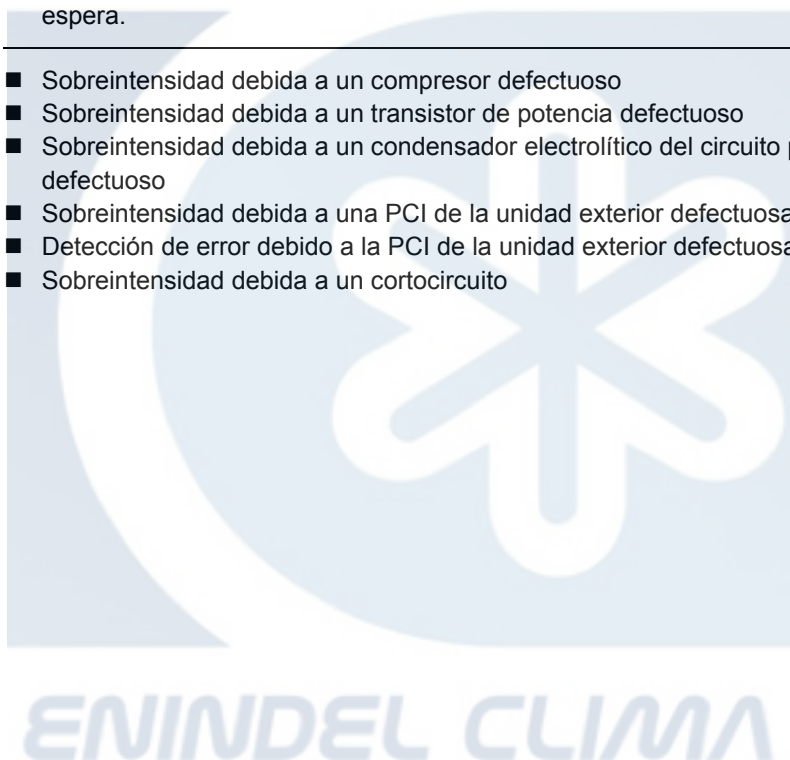 espera.
■ Sobreintensidad debida a un compresor defectuoso
■ Sobreintensidad debida a un transistor de potencia defectuoso
■ Sobreintensidad debida a un condensador electrolítico del circuito
defectuoso
■ Sobreintensidad debida a una PCI de la unidad exterior defectuosa
■ Detección de error debido a la PCI de la unidad exterior defectuosa
■ Sobreintensidad debida a un cortocircuito
ENINDEL CLIMA